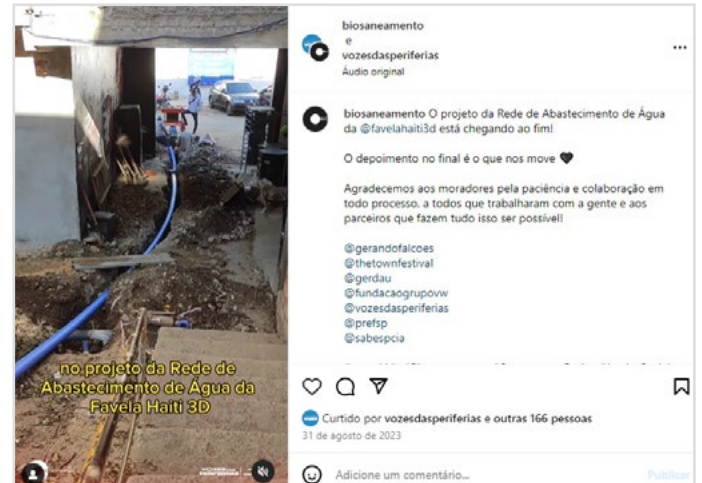 no projeto da Rede de
Abastecimento de Água da
Favela Haiti 3D
biosaneamento
e
vozesdasperiferias
Áudio original
biosaneamento O projeto da Rede de Abastecimento de Água
da @favelahaiti3d está chegando ao fim!
O depoimento no final é o que nos move 🖤
Agradecemos aos moradores pela paciência e colaboração em
todo processo, a todos que trabalharam com a gente e aos
parceiros que fazem tudo isso ser possível!
@gerandofalcoes
@thetownfestival
@gerdau
@fundacaogrupovw
@vozesdasperiferias
@prefsp
@sabespcia
Curtido por vozesdasperiferias e outras 166 pessoas
31 de agosto de 2023
Adicione um comentário...
Publicar